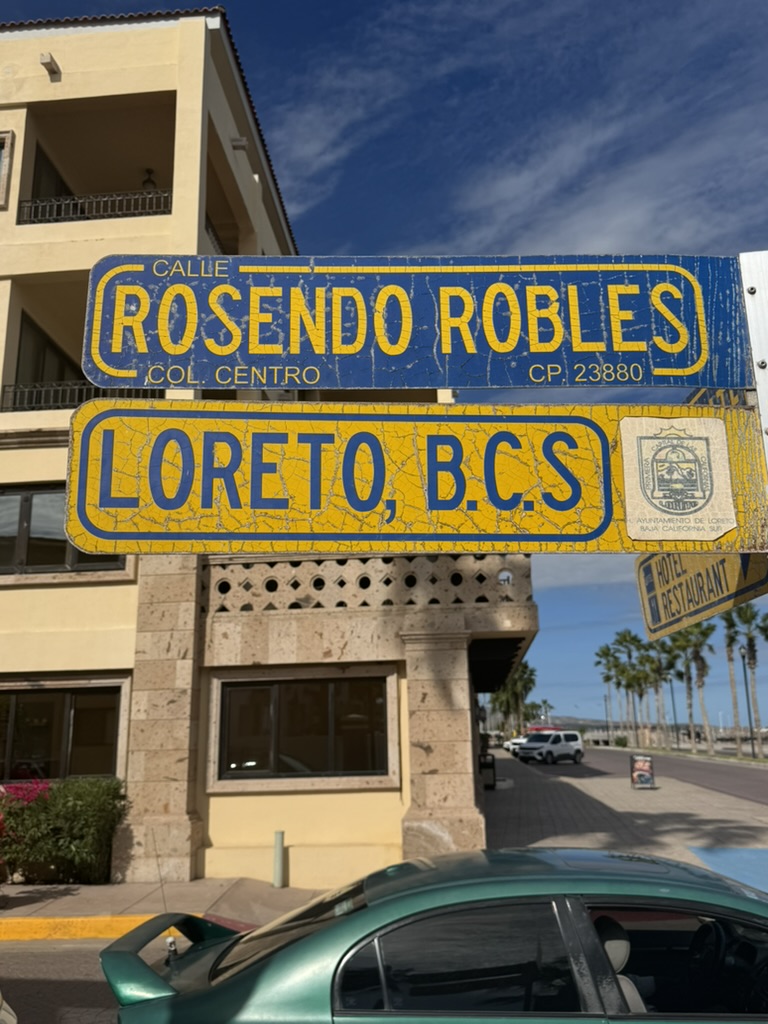 CALLE
ROSENDO ROBLES
COL. CENTRO CP. 23880
LORETO, B.C.S
H. AYUNTAMIENTO DE LORETO
BAJA CALIFORNIA SUR
HOTEL
RESTAURANT